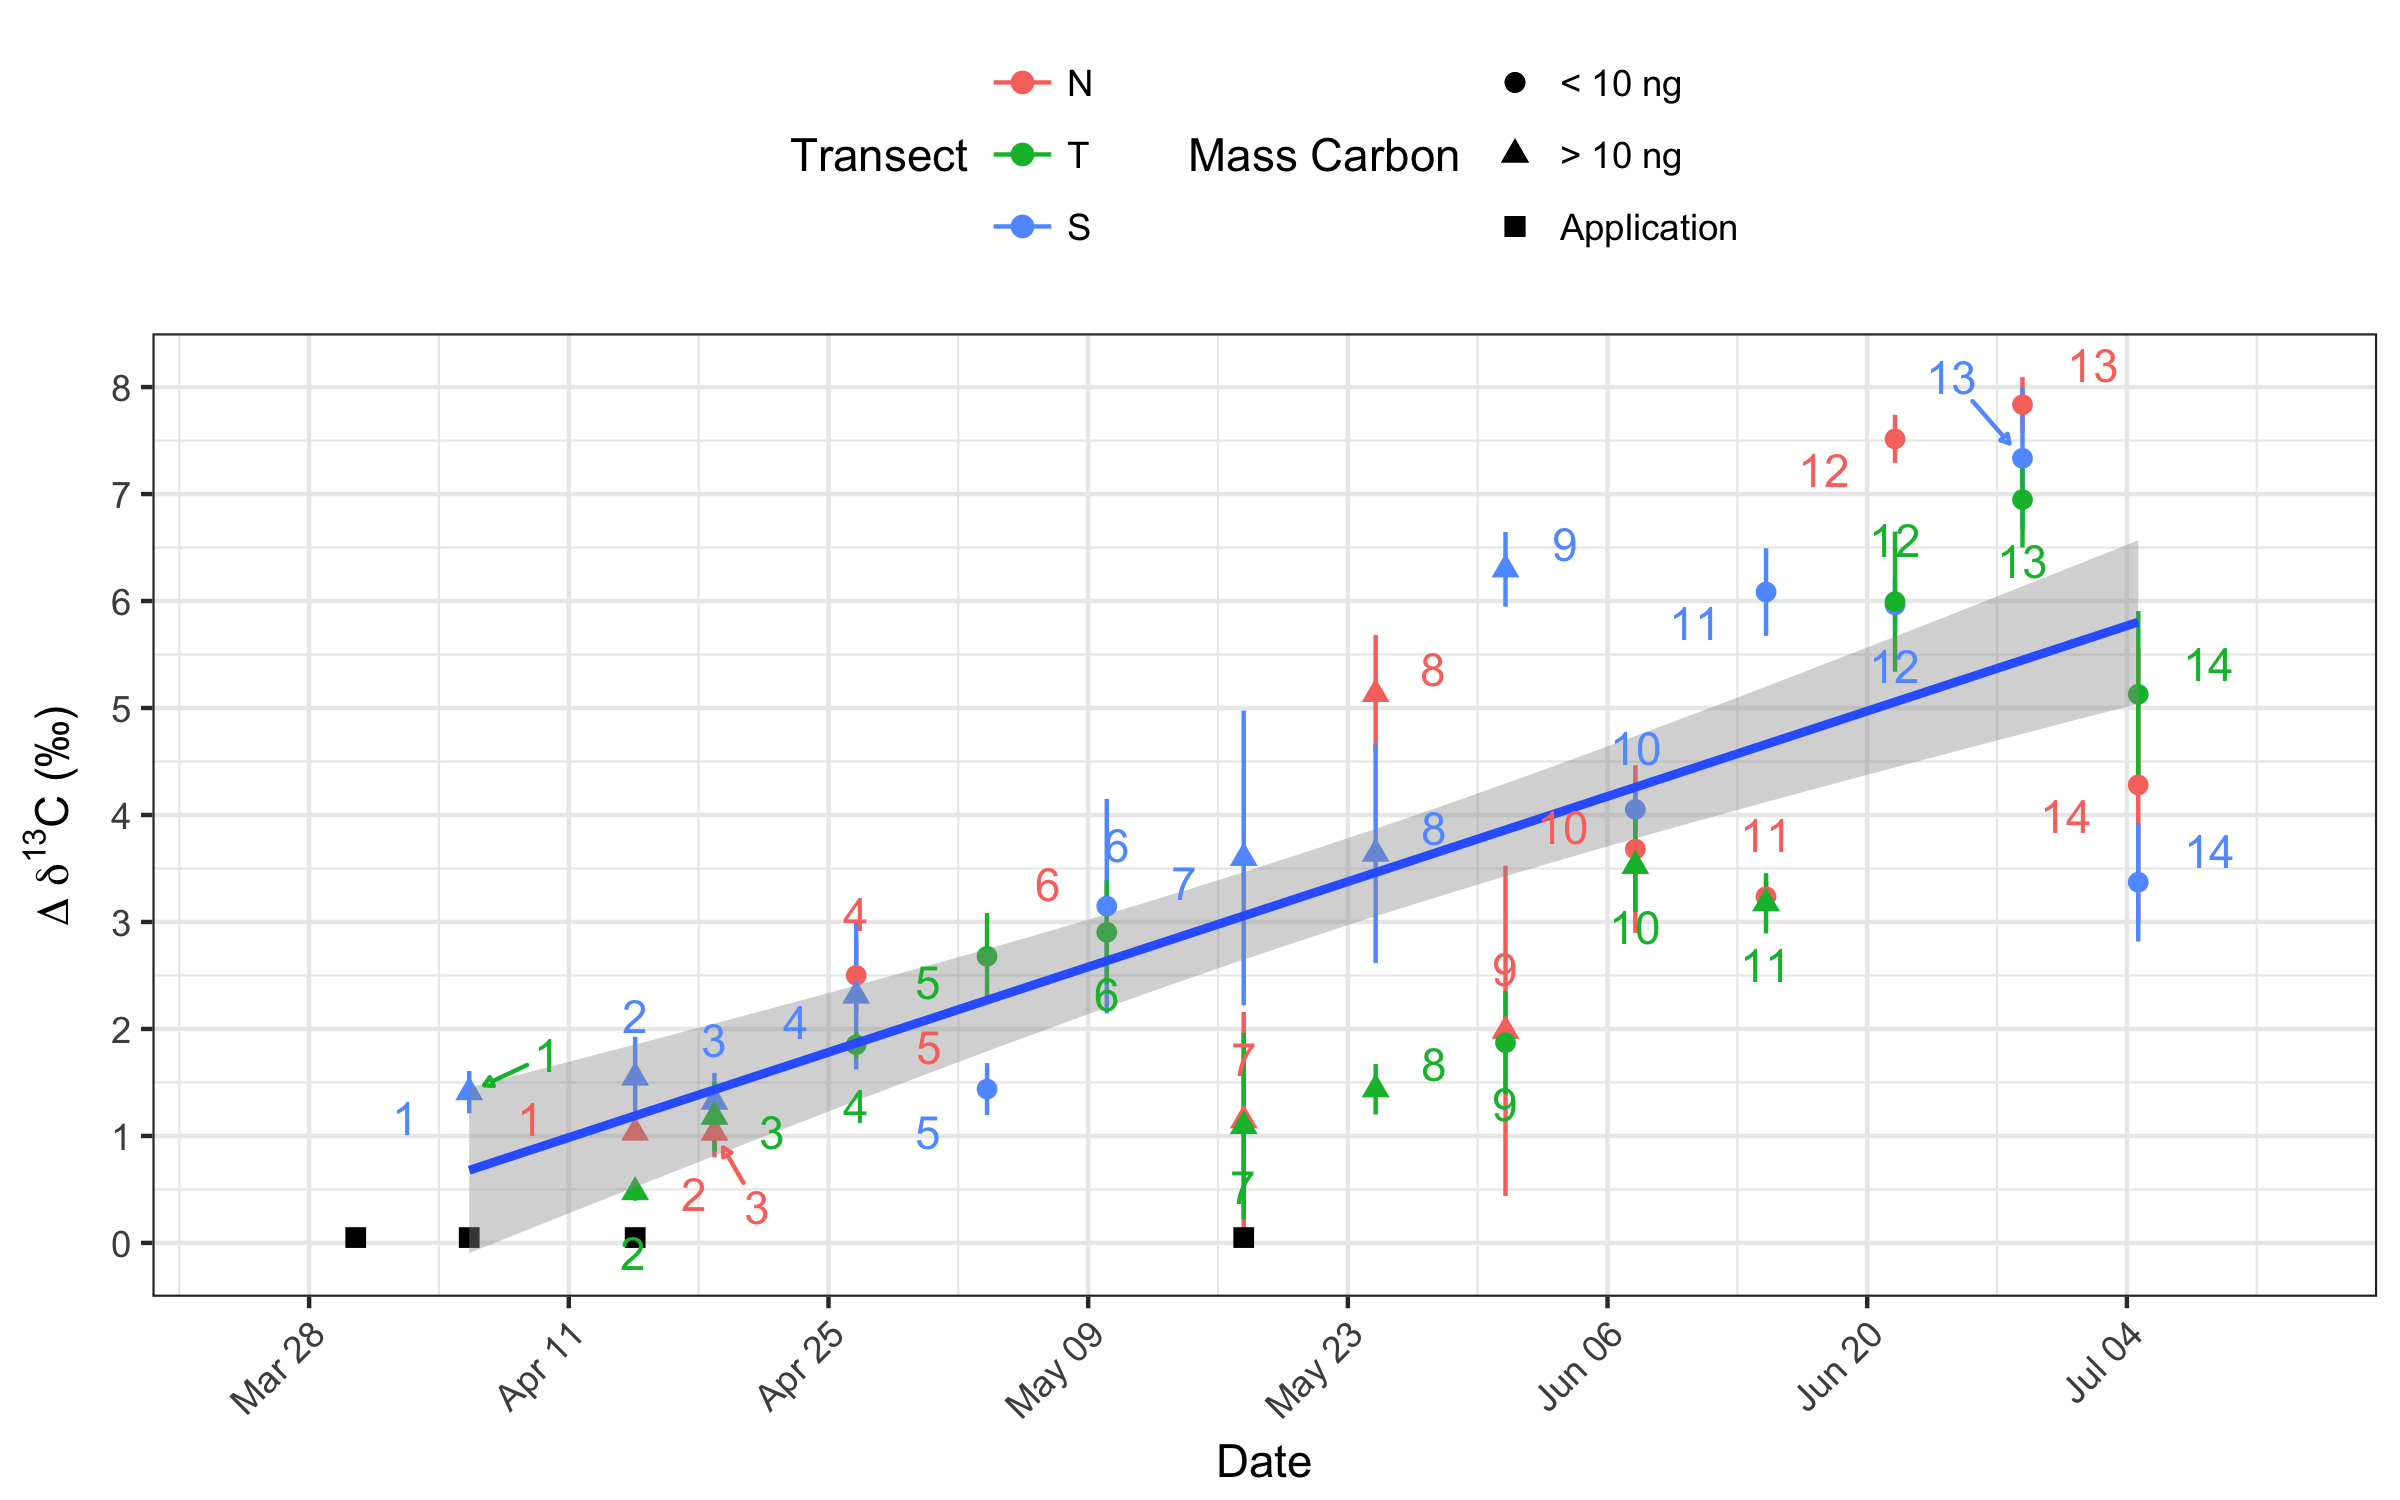 N
< 10 ng
Transect
T
Mass Carbon
> 10 ng
S
Application
13
13
8
12
7
12
13
9
6
11
12
14
8
5
10
Δ δ ¹³C (‰)
10
11
14
4
8
6
14
7
6
3
4
9
10
11
5
6
2
3
4
2
5
7
8
1
1
1
1
3
4
5
9
7
2
3
0
2
Mar 28
Apr 11
Apr 25
May 09
May 23
Jun 06
Jun 20
Jul 04
Date